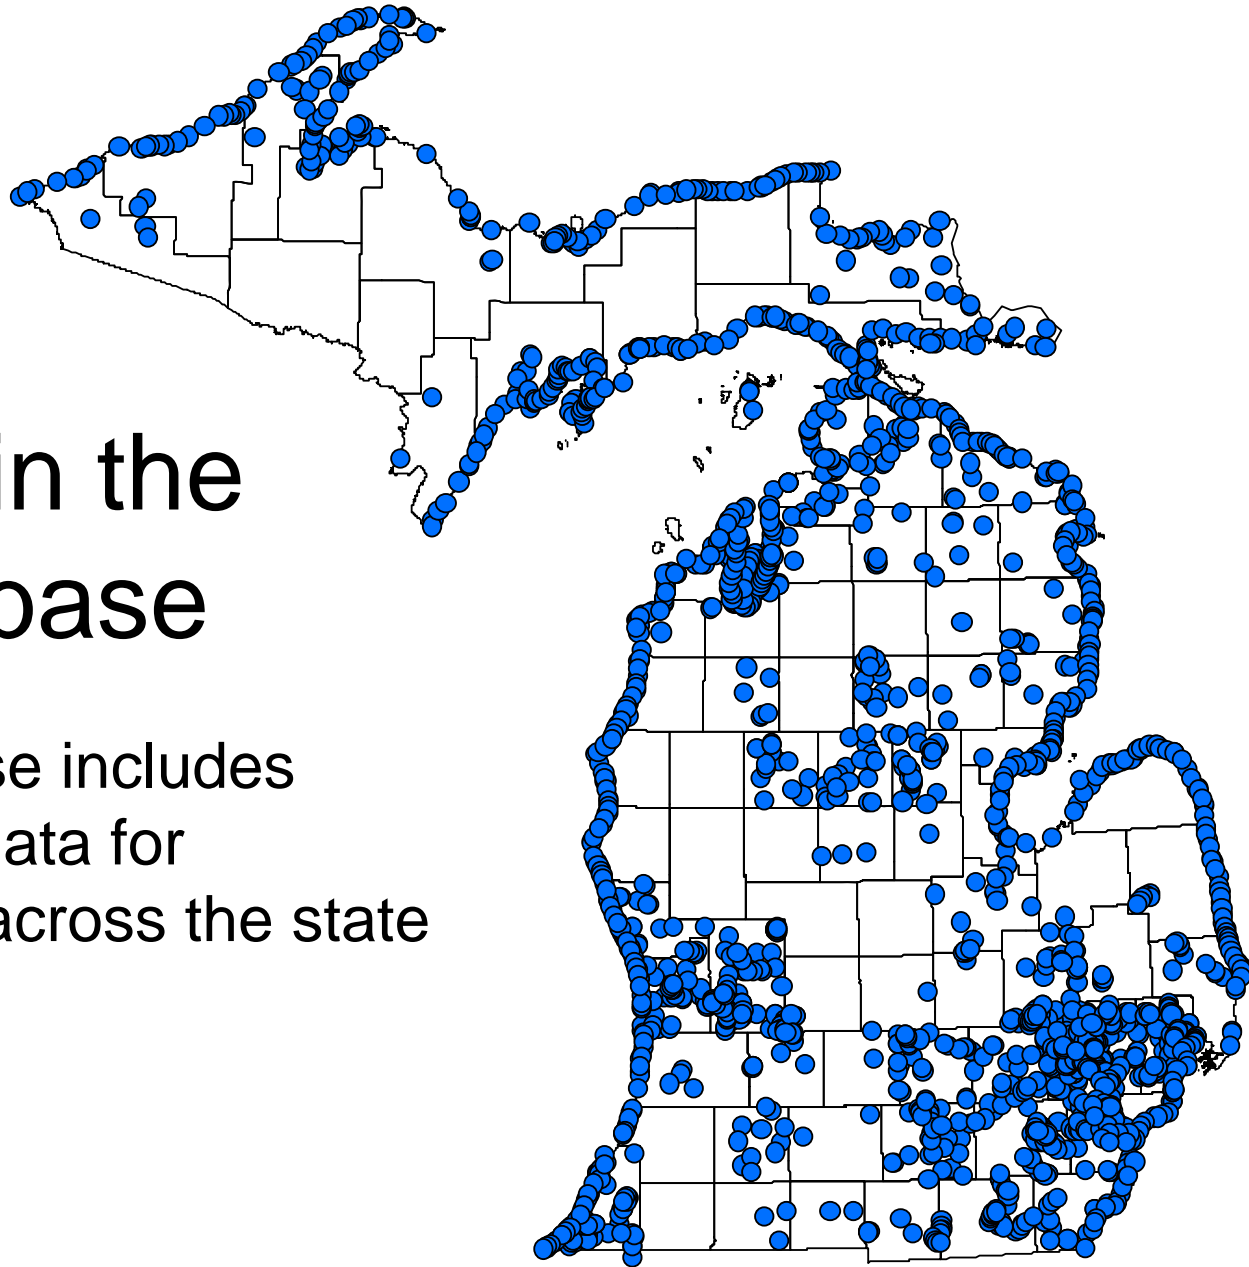 in the
base
se includes
ata for
across the state